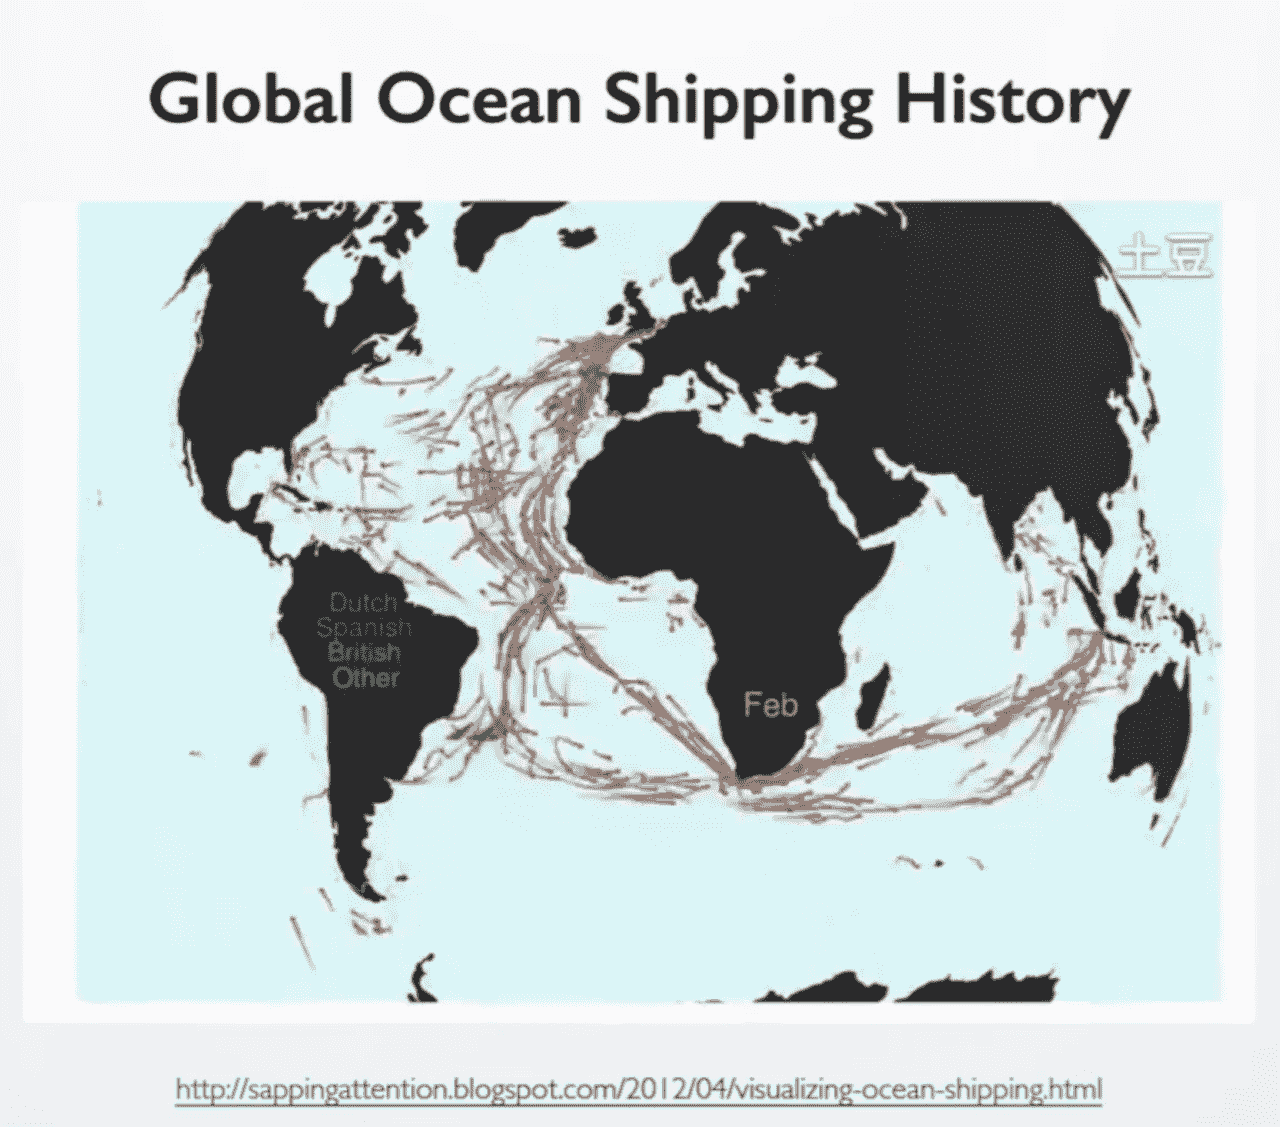 Global Ocean Shipping History
土豆
Dutch
Spanish
British
Other
Feb
http://sappingattention.blogspot.com/2012/04/visualizing-ocean-shipping.html